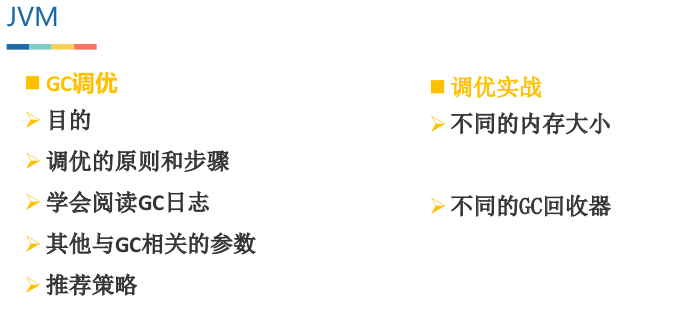 JVM
GC调优
目的
调优的原则和步骤
学会阅读GC日志
其他与GC相关的参数
推荐策略
调优实战
不同的内存大小
不同的GC回收器